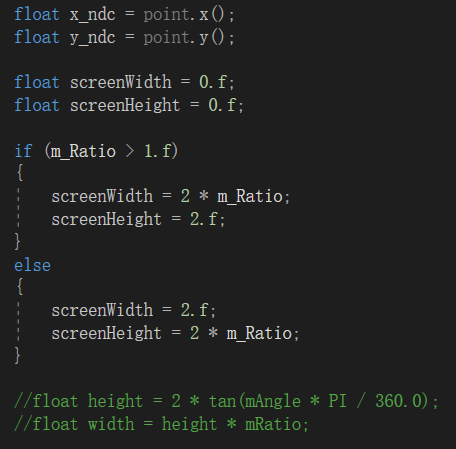 float x_ndc = point.x();
float y_ndc = point.y();
float screenWidth = 0.f;
float screenHeight = 0.f;
if (m_Ratio > 1.f)
{
screenWidth = 2 * m_Ratio;
screenHeight = 2.f;
}
else
{
screenWidth = 2.f;
screenHeight = 2 * m_Ratio;
}
//float height = 2 * tan(mAngle * PI / 360.0);
//float width = height * mRatio;